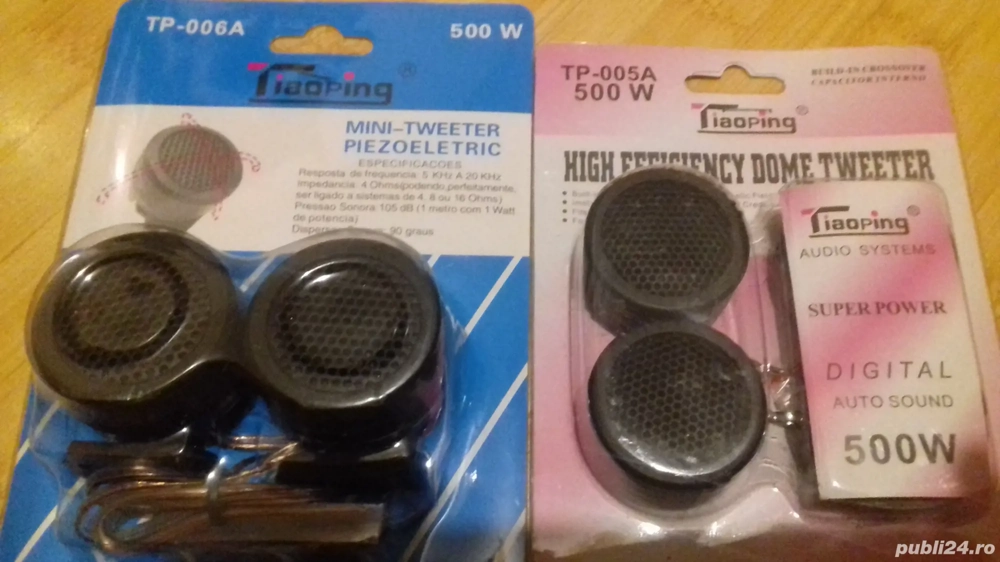 TP-006A
500 W
Tiaoping ®
MINI-TWEETER
PIEZOELETRIC
ESPECIFICACOES
Resposta de frequencia: 5 KHz A 20 KHz
Impedancia: 4 Ohms(podendo,perfeitamente,
ser ligado a sistemas de 4, 8 ou 16 Ohms)
Pressao Sonora 105 dB (1 metro com 1 Watt
de potencia)
90 graus
TP-005A
500 W
BUILD-IN CROSSOVER
CAPACITOR INTERNO
Tiaoping ®
HIGH EFFICIENCY DOME TWEETER
Tiaoping ®
AUDIO SYSTEMS
SUPER POWER
DIGITAL
AUTO SOUND
500W
publi24.ro